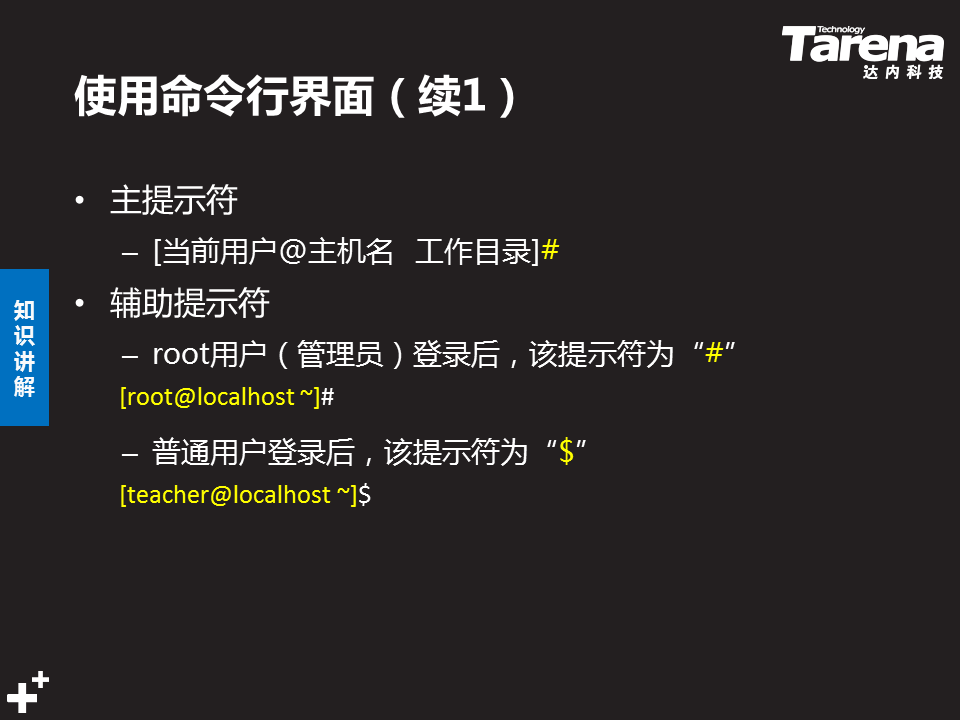 Technology
Tarena
达内科技
使用命令行界面（续1）
• 主提示符
– [当前用户@主机名 工作目录]#
• 辅助提示符
– root用户（管理员）登录后，该提示符为“#”
[root@localhost ~]#
– 普通用户登录后，该提示符为“$”
[teacher@localhost ~]$
知识讲解